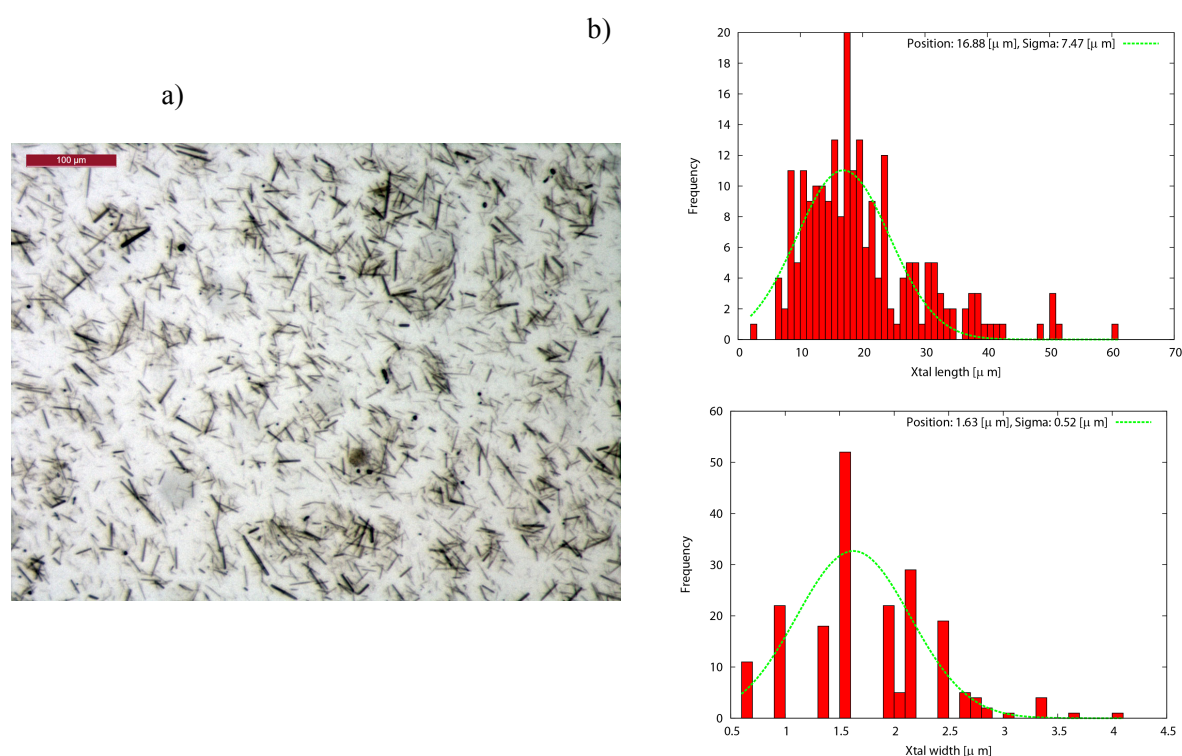 b)
a)
100 µm
Position: 16.88 [µ m], Sigma: 7.47 [µ m]
20
18
16
14
12
10
8
6
4
2
0
Frequency
0 10 20 30 40 50 60 70
Xtal length [µ m]
Position: 1.63 [µ m], Sigma: 0.52 [µ m]
60
50
40
30
20
10
0
Frequency
0.5 1 1.5 2 2.5 3 3.5 4 4.5
Xtal width [µ m]